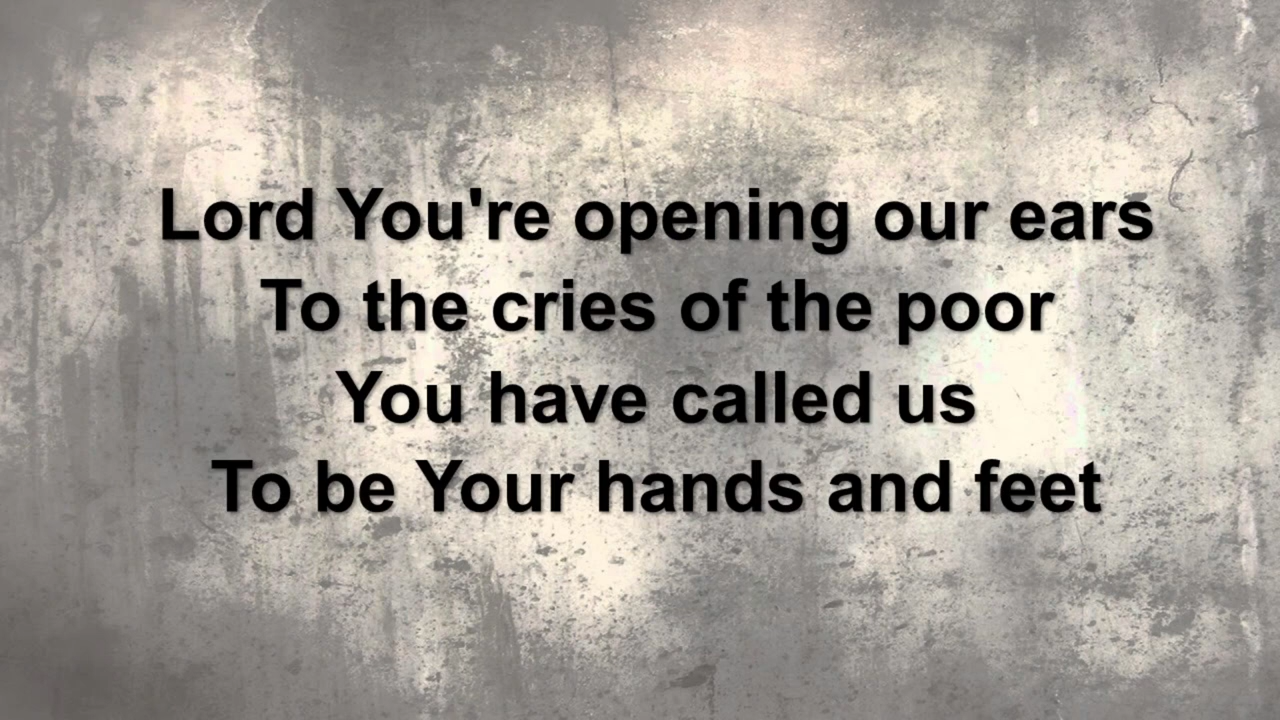 Lord You're opening our ears
To the cries of the poor
You have called us
To be Your hands and feet